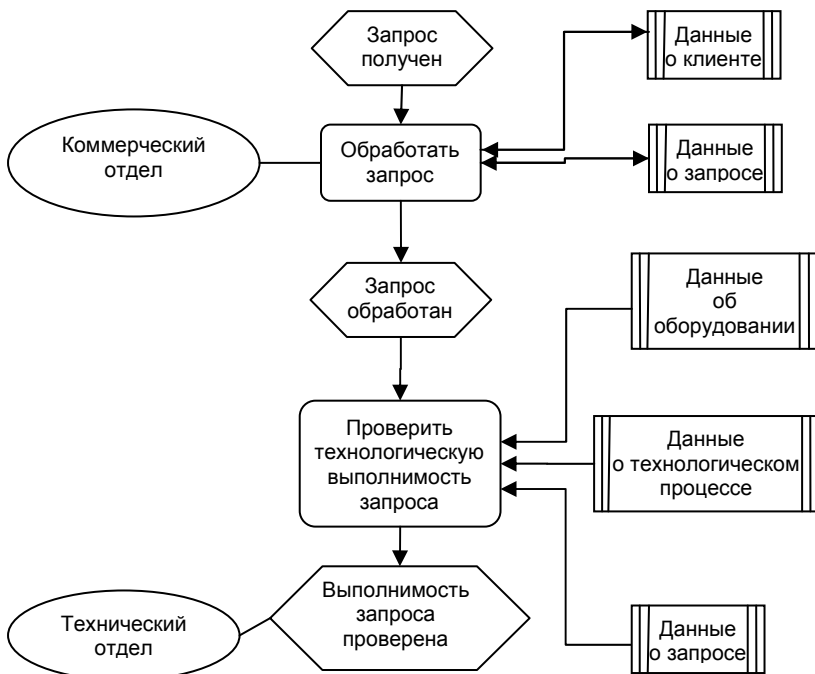 Запрос
получен
Данные
о клиенте
Коммерческий
отдел
Обработать
запрос
Данные
о запросе
Запрос
обработан
Данные
об
оборудовании
Проверить
технологическую
выполнимость
запроса
Данные
о технологическом
процессе
Выполнимость
запроса
проверена
Технический
отдел
Данные
о запросе